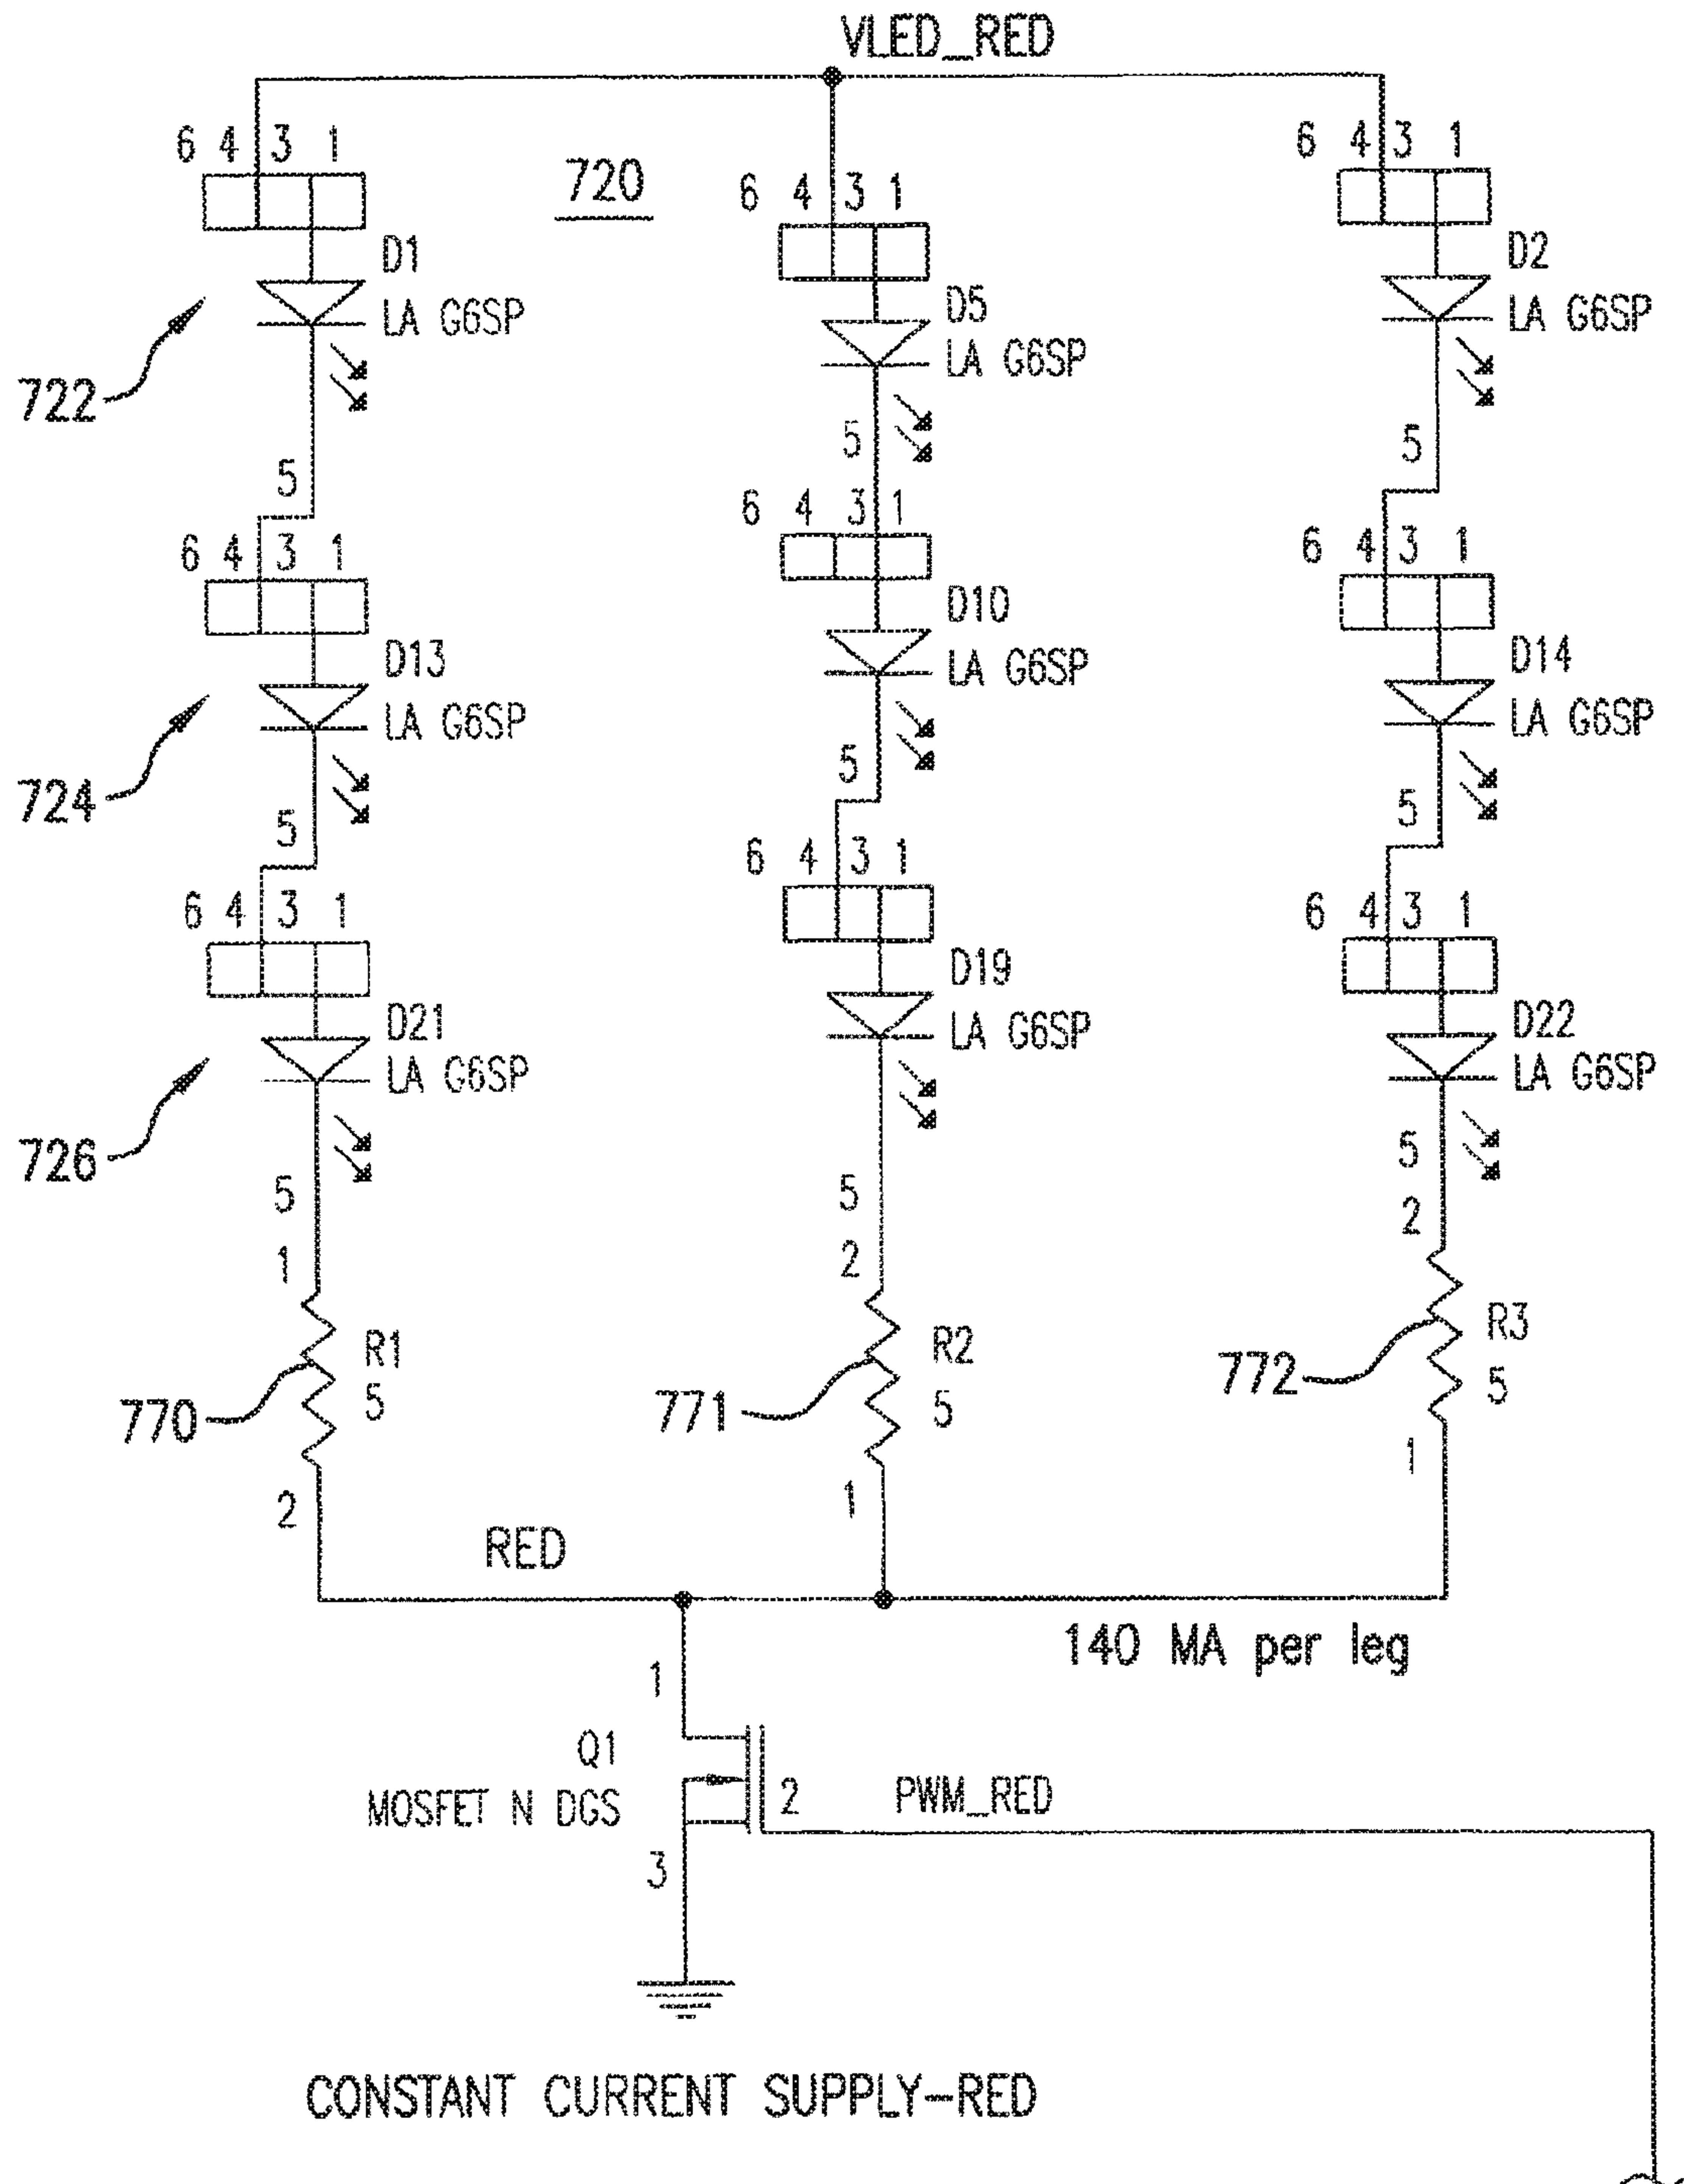 VLED_RED
6 4 3 1
6 4 3 1
720
6 4 3 1
D1
LA G6SP
D2
LA G6SP
D5
LA G6SP
722
5
5
5
6 4 3 1
6 4 3 1
6 4 3 1
D10
LA G6SP
D13
LA G6SP
D14
LA G6SP
724
5
5
5
6 4 3 1
6 4 3 1
6 4 3 1
D19
LA G6SP
D21
LA G6SP
D22
LA G6SP
726
5
5
5
1
2
2
R1
5
R2
5
R3
5
770
771
772
2
1
1
RED
140 MA per leg
1
Q1
MOSFET N DGS
2
PWM_RED
3
CONSTANT CURRENT SUPPLY-RED